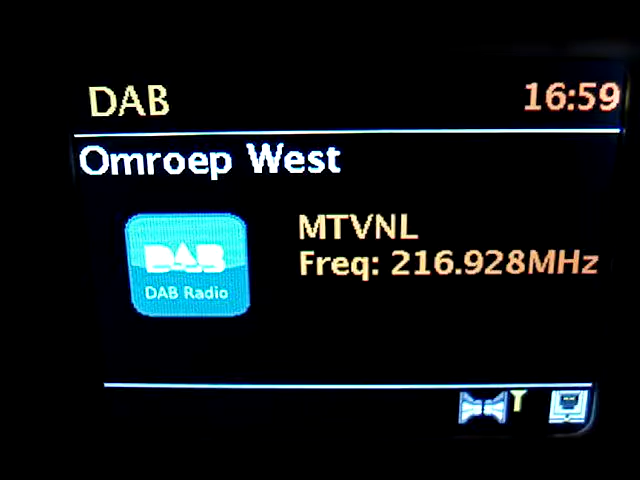 DAB 16:59
Omroep West
DAB
DAB Radio
MTVNL
Freq: 216.928MHz